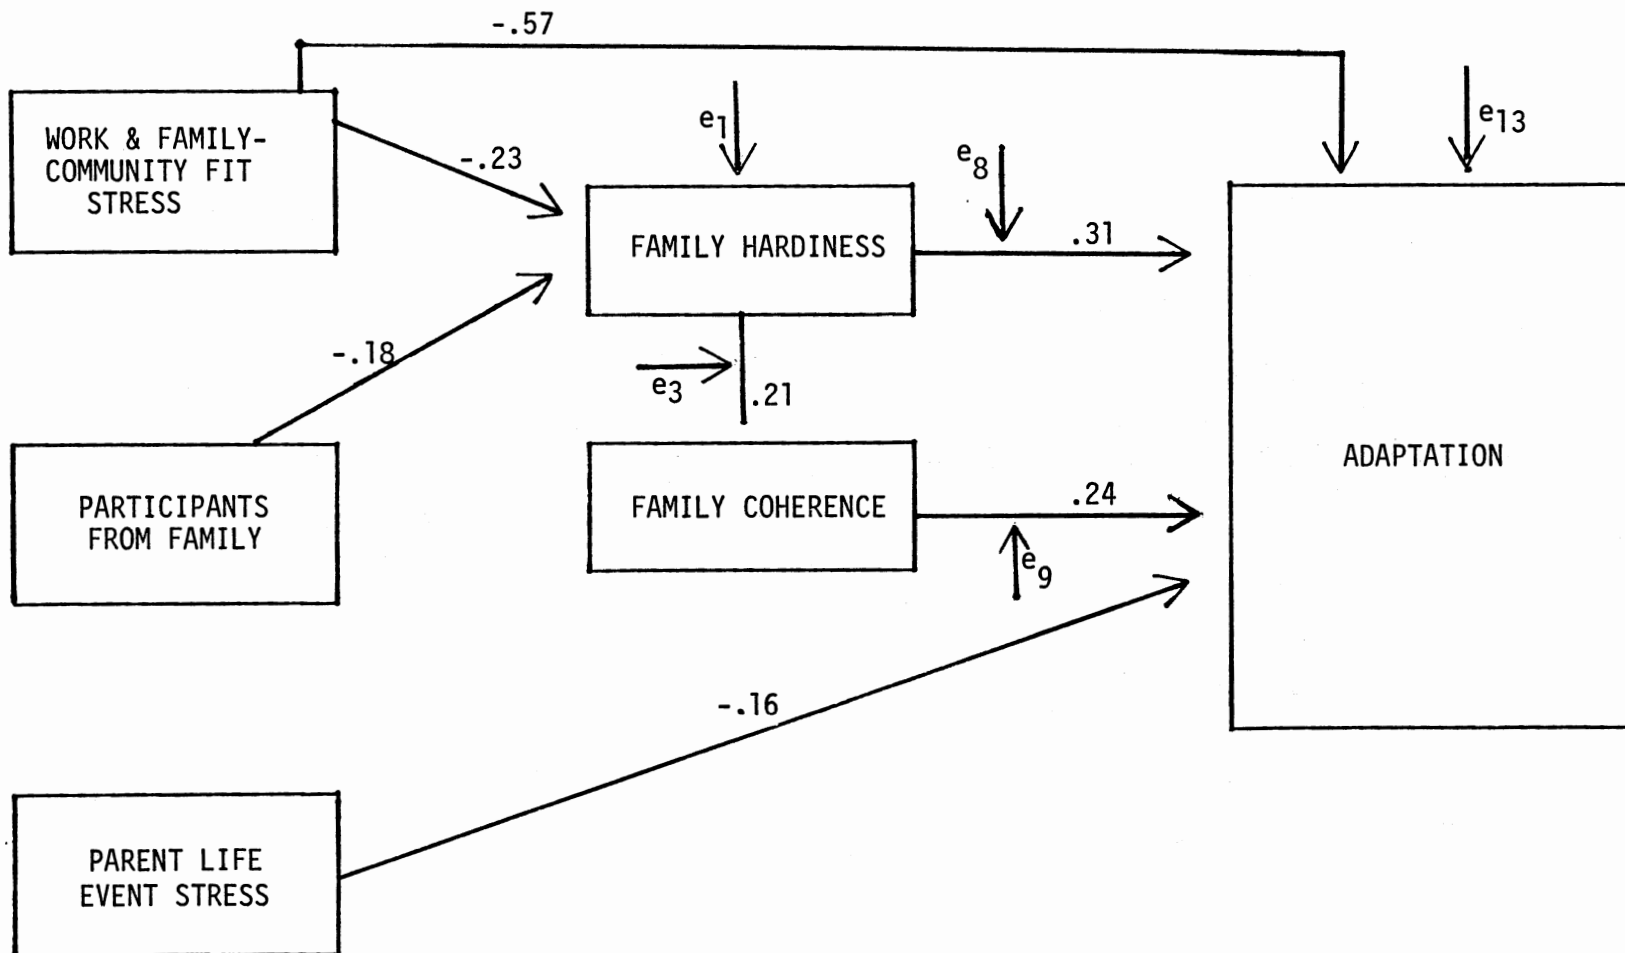 -.57
e1
e13
WORK & FAMILY-
COMMUNITY FIT
STRESS
-.23
e8
FAMILY HARDINESS
.31
-.18
e3
.21
ADAPTATION
PARTICIPANTS
FROM FAMILY
FAMILY COHERENCE
.24
e9
-.16
PARENT LIFE
EVENT STRESS